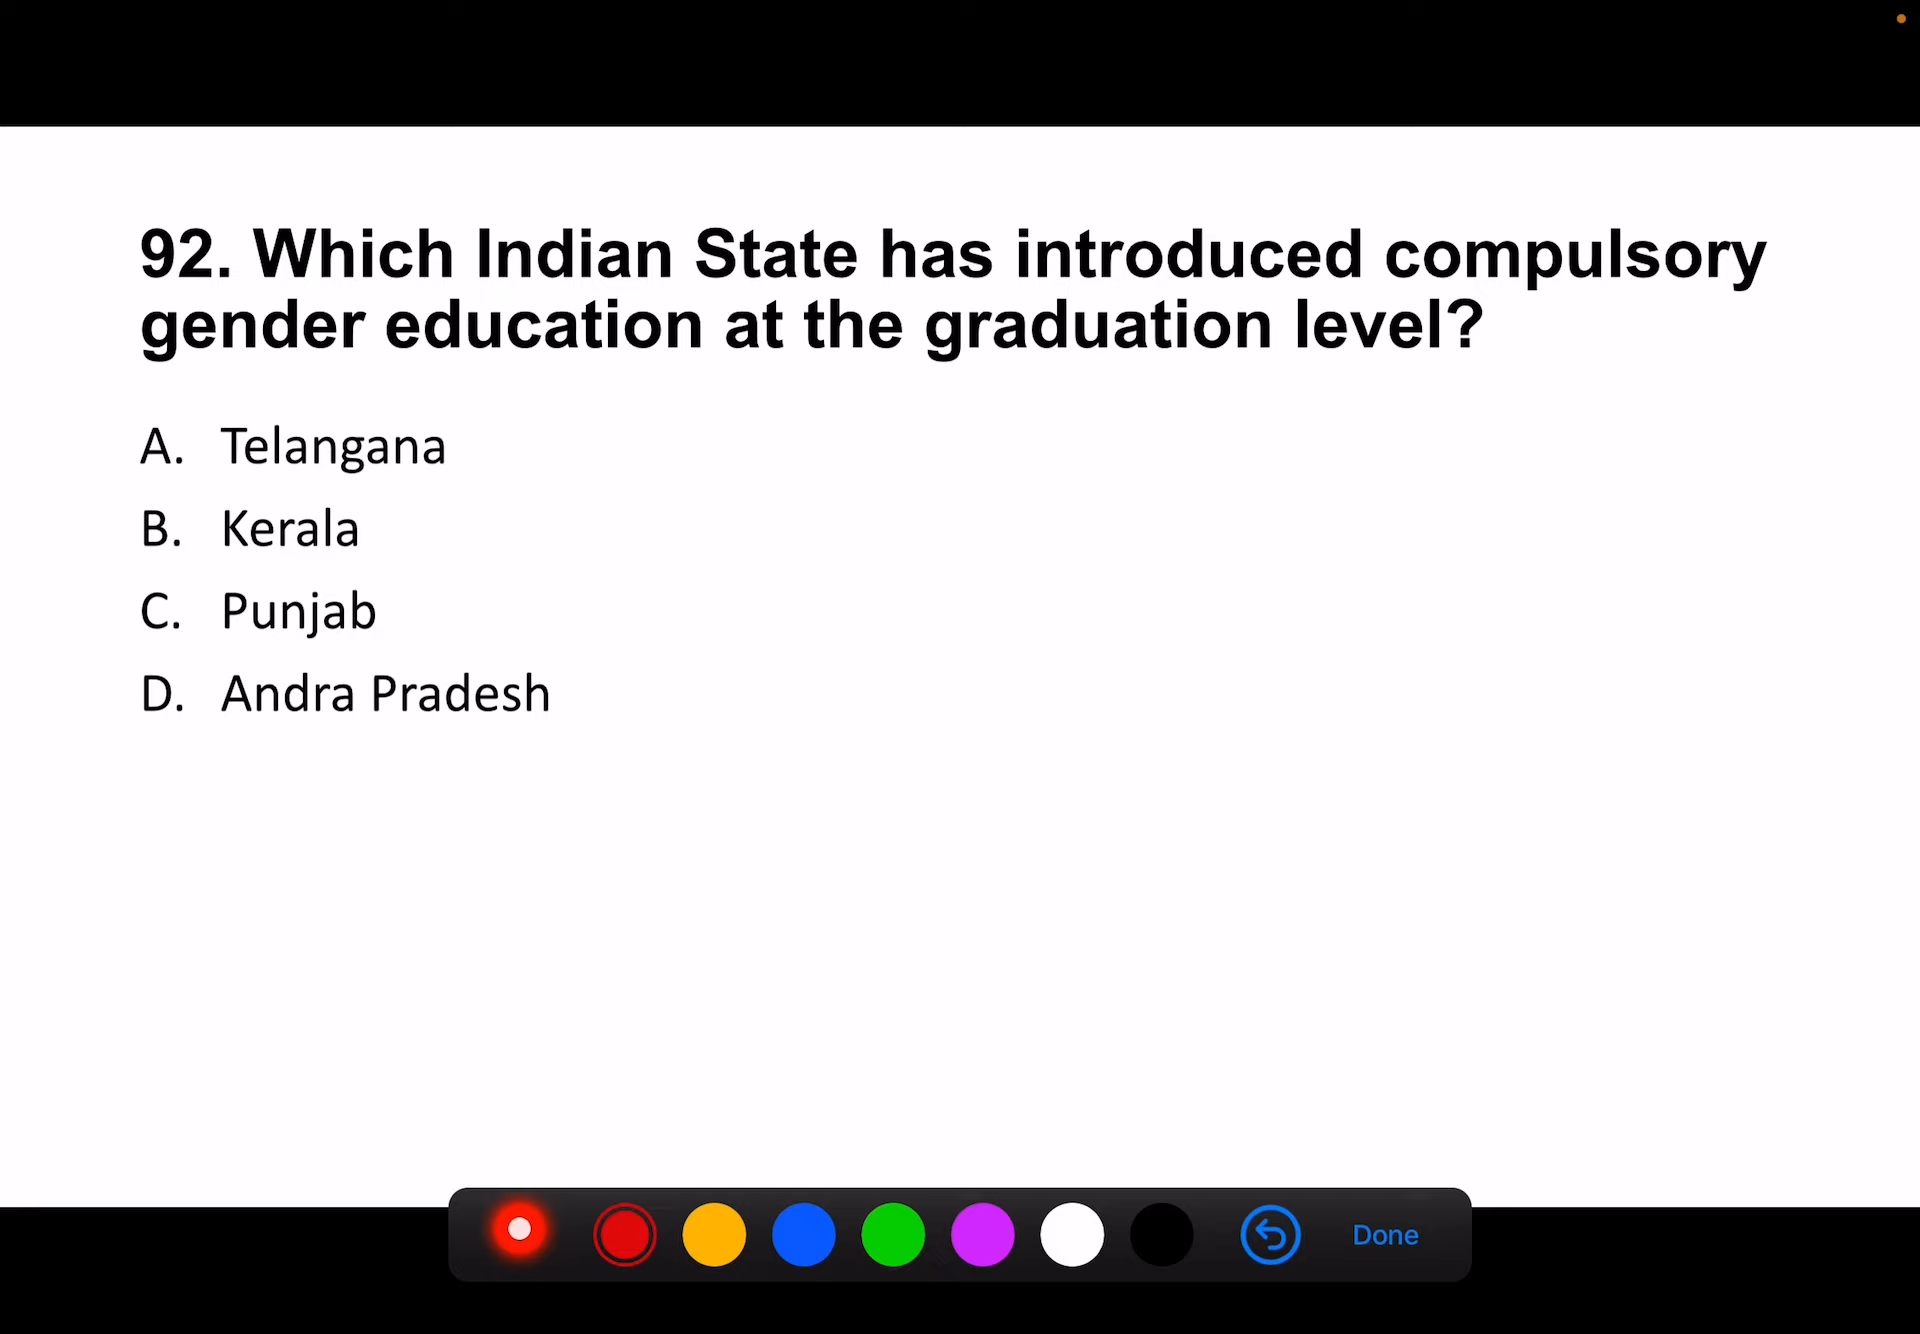 92. Which Indian State has introduced compulsory
gender education at the graduation level?
A. Telangana
B. Kerala
C. Punjab
D. Andra Pradesh
Done